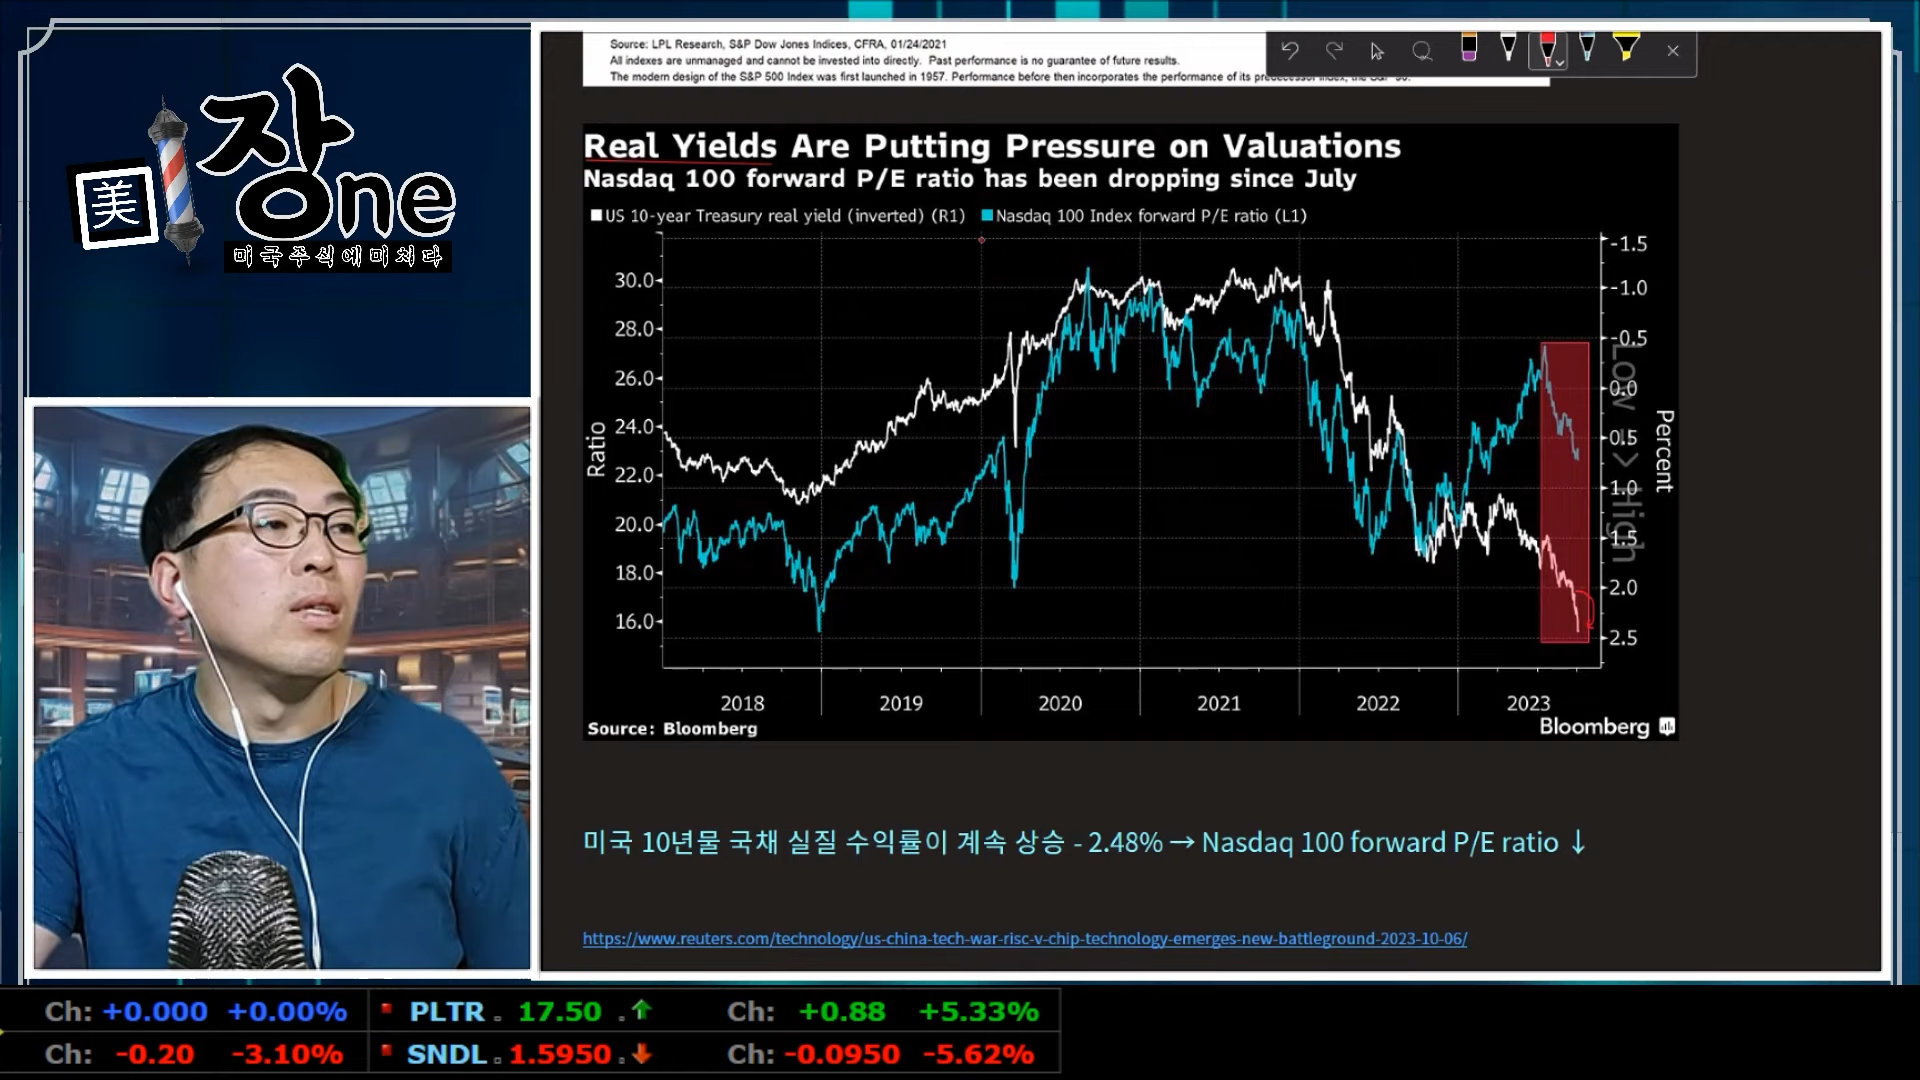 美
장one
미국주식에미치다
Source: LPL Research, S&P Dow Jones Indices, CFRA, 01/24/2021
All indexes are unmanaged and cannot be invested into directly. Past performance is no guarantee of future results.
The modern design of the S&P 500 Index was first launched in 1957. Performance before then incorporates the performance of its predecessor index, the S&P 90.
Real Yields Are Putting Pressure on Valuations
Nasdaq 100 forward P/E ratio has been dropping since July
US 10-year Treasury real yield (inverted) (R1) Nasdaq 100 Index forward P/E ratio (L1)
30.0
28.0
26.0
24.0
22.0
20.0
18.0
16.0
Ratio
-1.5
-1.0
-0.5
0.0
0.5
1.0
1.5
2.0
2.5
Percent
Low -> High
2018 2019 2020 2021 2022 2023
Source: Bloomberg
Bloomberg
미국 10년물 국채 실질 수익률이 계속 상승 - 2.48% → Nasdaq 100 forward P/E ratio ↓
https://www.reuters.com/technology/us-china-tech-war-risc-v-chip-technology-emerges-new-battleground-2023-10-06/
Ch: +0.000 +0.00% PLTR 17.50 Ch: +0.88 +5.33%
Ch: -0.20 -3.10% SNDL 1.5950 Ch: -0.0950 -5.62%